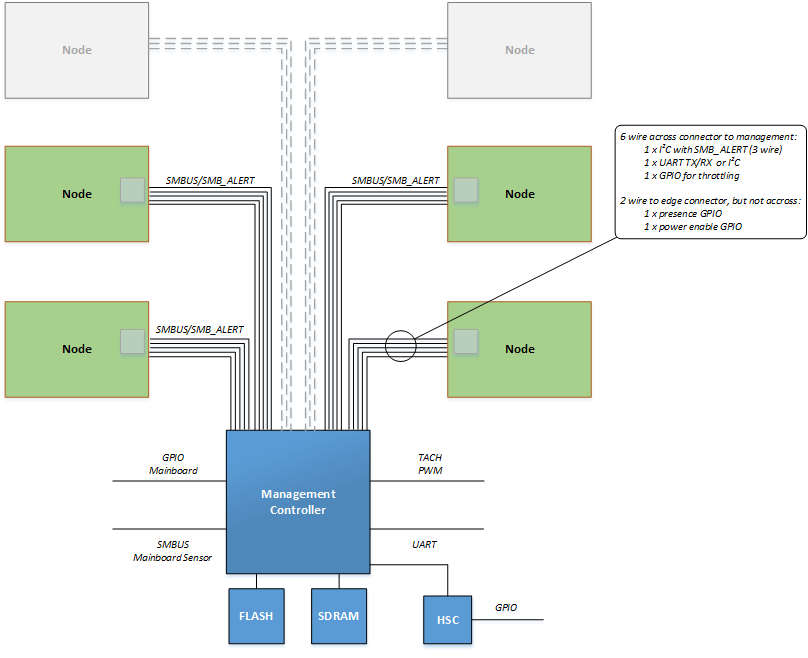 Node
Node
6 wire across connector to management:
1 x I²C with SMB_ALERT (3 wire)
1 x UART TX/RX or I²C
1 x GPIO for throttling
2 wire to edge connector, but not accross:
1 x presence GPIO
1 x power enable GPIO
SMBUS/SMB_ALERT
SMBUS/SMB_ALERT
Node
Node
SMBUS/SMB_ALERT
Node
Node
GPIO
Mainboard
TACH
PWM
Management
Controller
SMBUS
Mainboard Sensor
UART
FLASH
SDRAM
HSC
GPIO